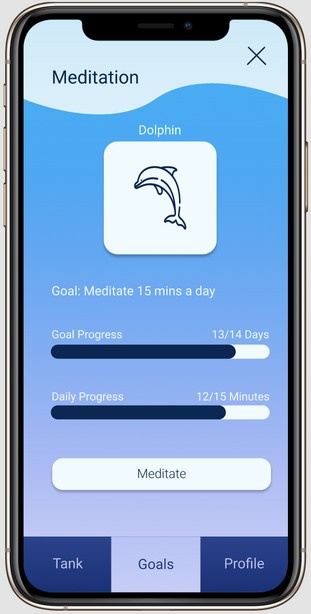 Meditation
Dolphin
Goal: Meditate 15 mins a day
Goal Progress 13/14 Days
Daily Progress 12/15 Minutes
Meditate
Tank Goals Profile